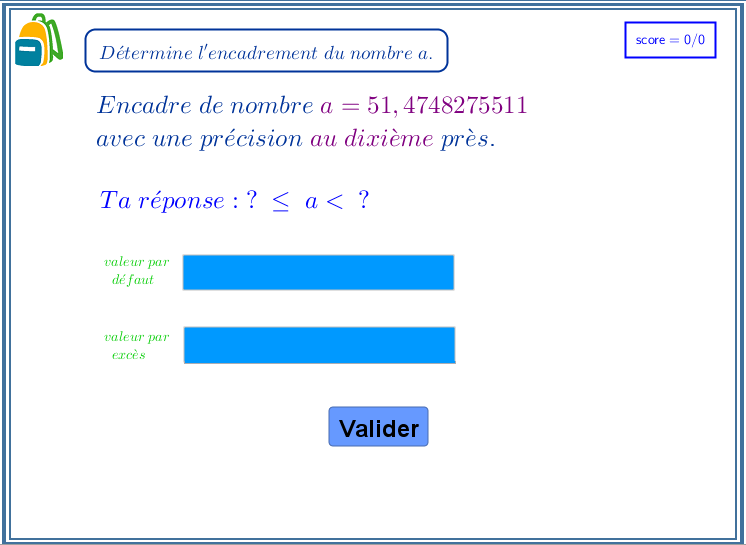 Détermine l'encadrement du nombre a.
score = 0/0
Encadre de nombre a = 51, 4748275511
avec une précision au dixième près.
Ta réponse : ? ≤ a < ?
valeur par
défaut
valeur par
excès
Valider